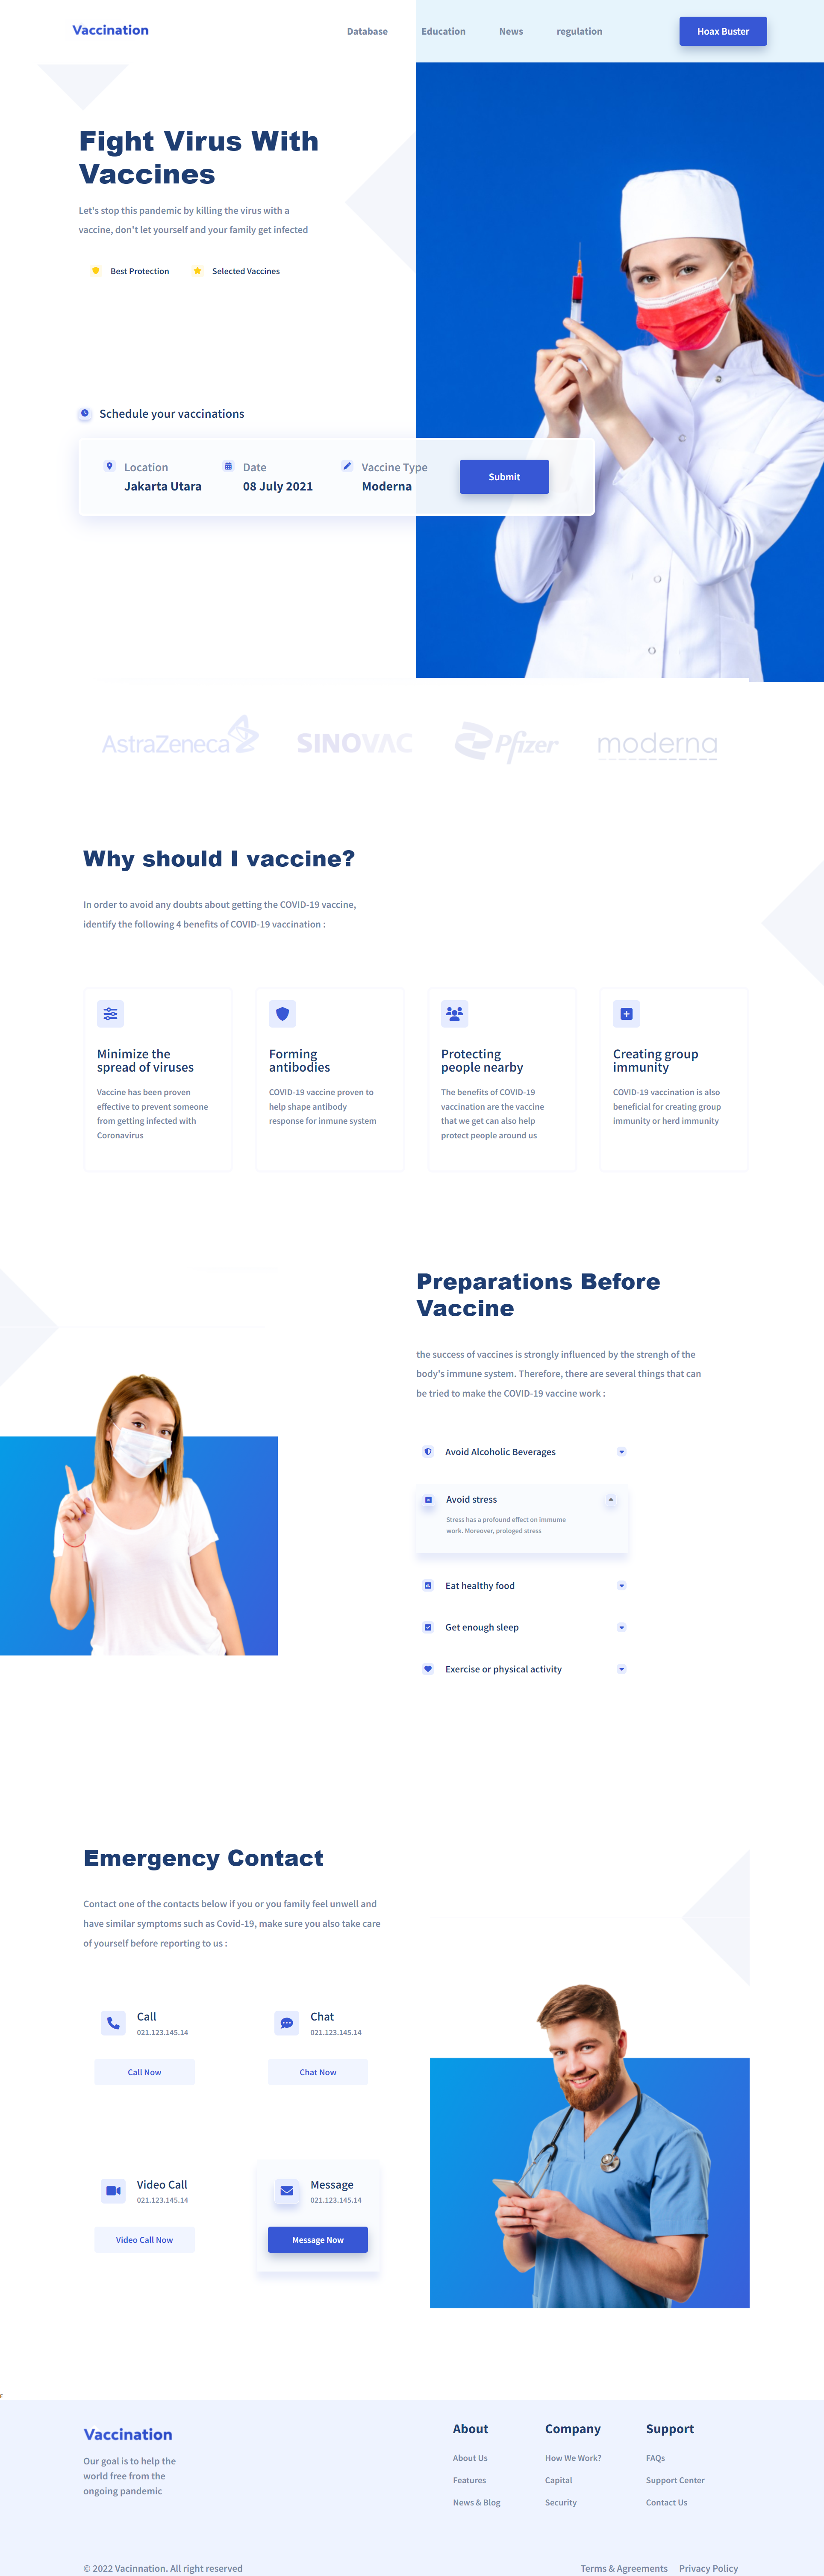 Vaccination
Database
Education
News
regulation
Hoax Buster
Fight Virus With
Vaccines
Let's stop this pandemic by killing the virus with a
vaccine, don't let yourself and your family get infected
Best Protection
Selected Vaccines
Schedule your vaccinations
Location
Jakarta Utara
Date
08 July 2021
Vaccine Type
Moderna
Submit
AstraZeneca
SINOVAC
Pfizer
moderna
Why should I vaccine?
In order to avoid any doubts about getting the COVID-19 vaccine,
identify the following 4 benefits of COVID-19 vaccination :
Minimize the
spread of viruses
Vaccine has been proven
effective to prevent someone
from getting infected with
Coronavirus
Forming
antibodies
COVID-19 vaccine proven to
help shape antibody
response for inmune system
Protecting
people nearby
The benefits of COVID-19
vaccination are the vaccine
that we get can also help
protect people around us
Creating group
immunity
COVID-19 vaccination is also
beneficial for creating group
immunity or herd immunity
Preparations Before
Vaccine
the success of vaccines is strongly influenced by the strengh of the
body's immune system. Therefore, there are several things that can
be tried to make the COVID-19 vaccine work :
Avoid Alcoholic Beverages
Avoid stress
Stress has a profound effect on immume
work. Moreover, prologed stress
Eat healthy food
Get enough sleep
Exercise or physical activity
Emergency Contact
Contact one of the contacts below if you or you family feel unwell and
have similar symptoms such as Covid-19, make sure you also take care
of yourself before reporting to us :
Call
021.123.145.14
Call Now
Chat
021.123.145.14
Chat Now
Video Call
021.123.145.14
Video Call Now
Message
021.123.145.14
Message Now
Vaccination
Our goal is to help the
world free from the
ongoing pandemic
About
About Us
Features
News & Blog
Company
How We Work?
Capital
Security
Support
FAQs
Support Center
Contact Us
© 2022 Vacinnation. All right reserved
Terms & Agreements
Privacy Policy